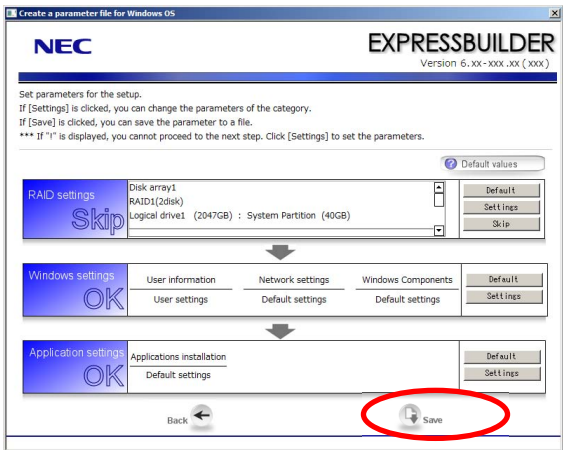 Create a parameter file for Windows OS
NEC
EXPRESSBUILDER
Version 6.xx-xxx.xx(xxx)
Set parameters for the setup.
If [Settings] is clicked, you can change the parameters of the category.
If [Save] is clicked, you can save the parameter to a file.
*** If "!" is displayed, you cannot proceed to the next step. Click [Settings] to set the parameters.
? Default values
RAID settings
Skip
Disk array1
RAID1(2disk)
Logical drive1 (2047GB) : System Partition (40GB)
Default
Settings
Skip
Windows settings
OK
User information Network settings Windows Components
User settings Default settings Default settings
Default
Settings
Application settings
OK
Applications installation
Default settings
Default
Settings
Back
Save